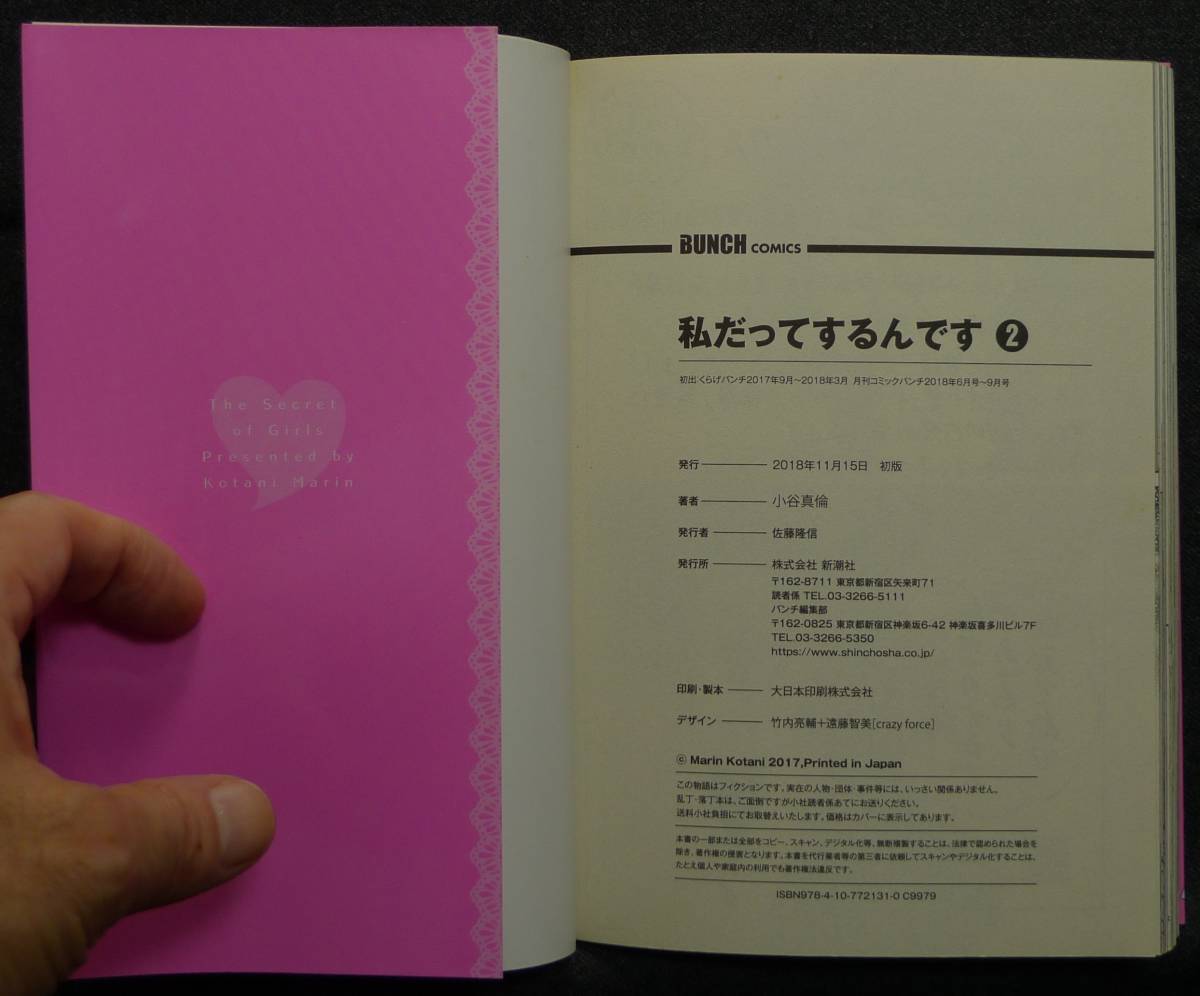 The Secret
of Girls
Presented by
Kotani Marin
BUNCH COMICS
私だってするんです ❷
初出：くらげバンチ2017年9月～2018年3月 月刊コミックバンチ2018年6月号～9月号
発行 2018年11月15日 初版
著者 小谷真倫
発行者 佐藤隆信
発行所 株式会社 新潮社
〒162-8711 東京都新宿区矢来町71
読者係 TEL.03-3266-5111
バンチ編集部
〒162-0825 東京都新宿区神楽坂6-42 神楽坂喜多川ビル7F
TEL.03-3266-5350
https://www.shinchosha.co.jp/
印刷・製本 大日本印刷株式会社
デザイン 竹内亮輔＋遠藤智美[crazy force]
© Marin Kotani 2017,Printed in Japan
この物語はフィクションです。実在の人物・団体・事件等には、いっさい関係ありません。
乱丁・落丁本は、ご面倒ですが小社読者係あてにお送りください。
送料小社負担にてお取替えいたします。価格はカバーに表示してあります。
本書の一部または全部をコピー、スキャン、デジタル化等、無断複製することは、法律で認められた場合を
除き、著作権の侵害となります。本書を代行業者等の第三者に依頼してスキャンやデジタル化することは、
たとえ個人や家庭内の利用でも著作権法違反です。
ISBN978-4-10-772131-0 C9979